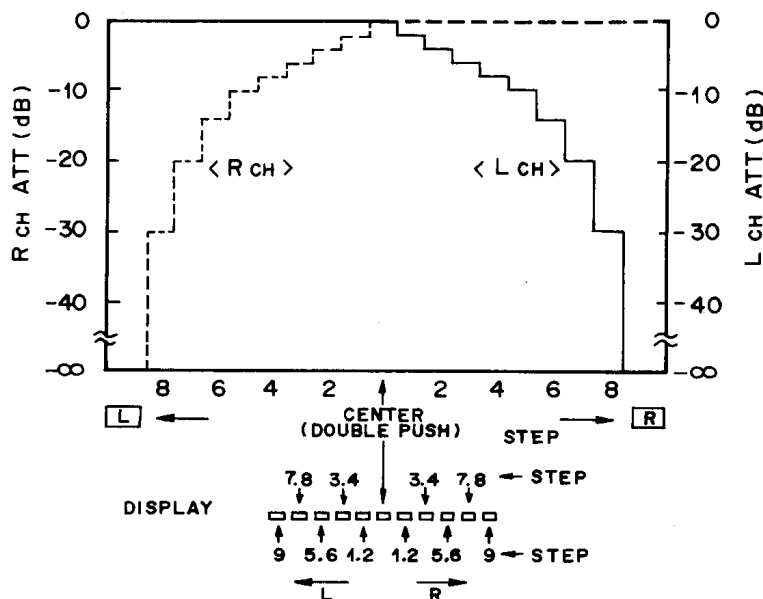 0 0
-10 -10
-20 < R CH > < L CH > -20
-30 -30
-40 -40
-∞ -∞
R CH ATT (dB)
L CH ATT (dB)
8 6 4 2 0 2 4 6 8
L CENTER R
(DOUBLE PUSH) STEP
7.8 3.4 3.4 7.8 STEP
DISPLAY
9 5.6 1.2 1.2 5.6 9 STEP
L R